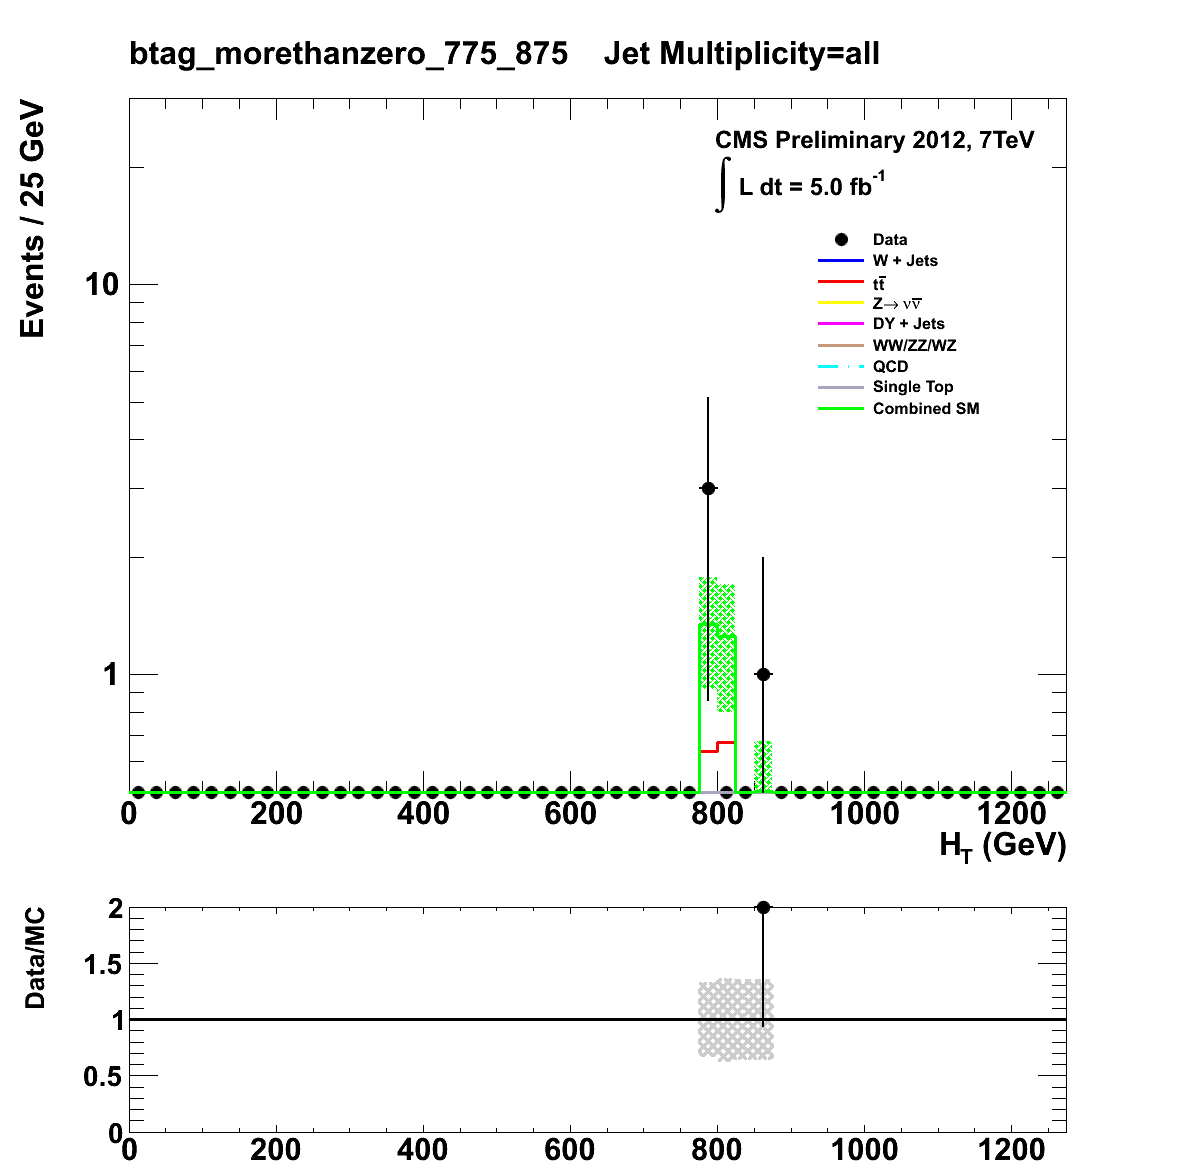 btag_morethanzero_775_875 Jet Multiplicity=all
Events / 25 GeV
CMS Preliminary 2012, 7TeV
∫ L dt = 5.0 fb⁻¹
Data
W + Jets
tt̅
Z→ νν̅
DY + Jets
WW/ZZ/WZ
QCD
Single Top
Combined SM
10
1
0 200 400 600 800 1000 1200
H_T (GeV)
Data/MC
2
1.5
1
0.5
0
0 200 400 600 800 1000 1200